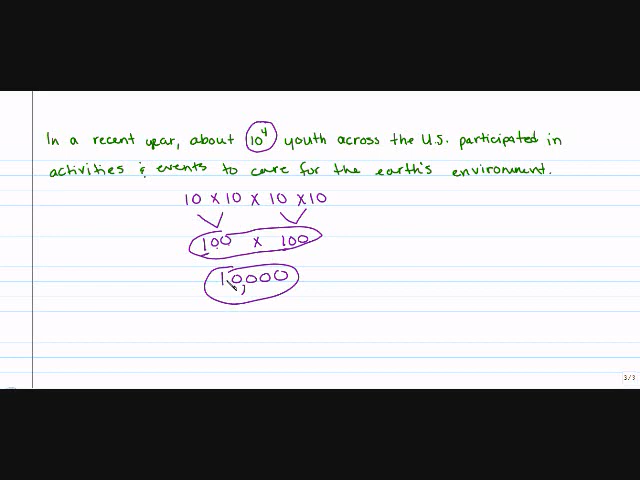 In a recent year, about 10⁴ youth across the U.S. participated in
activities & events to care for the earth's environment.
10 x 10 x 10 x 10
100 x 100
10,000
3/3